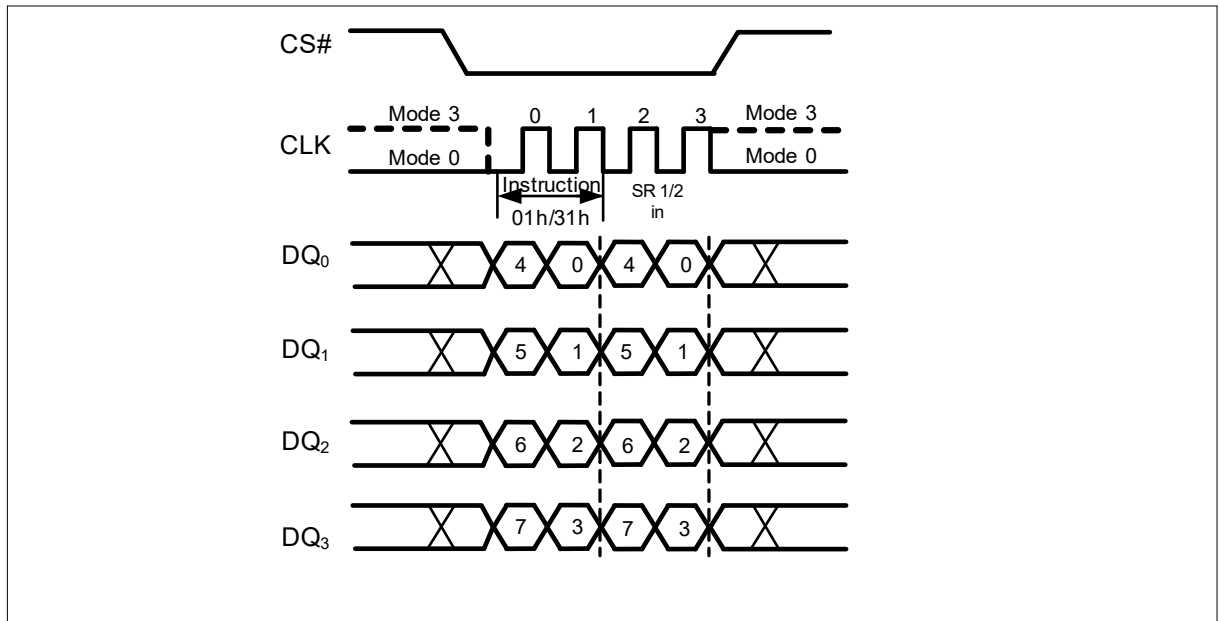 CS#
Mode 3 0 1 2 3 Mode 3
CLK
Mode 0 Mode 0
Instruction SR 1/2
01h/31h in
DQ0 4 0 4 0
DQ1 5 1 5 1
DQ2 6 2 6 2
DQ3 7 3 7 3